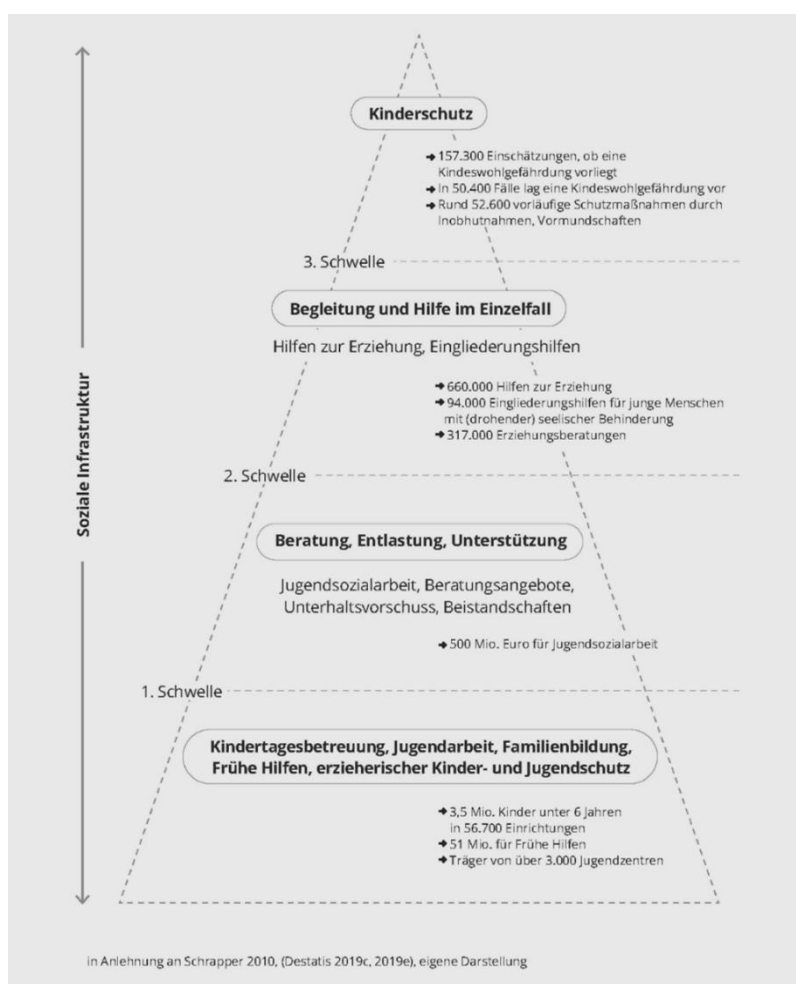 Kinderschutz
→ 157.300 Einschätzungen, ob eine
Kindeswohlgefährdung vorliegt
→ In 50.400 Fälle lag eine Kindeswohlgefährdung vor
→ Rund 52.600 vorläufige Schutzmaßnahmen durch
Inobhutnahmen, Vormundschaften
3. Schwelle
Begleitung und Hilfe im Einzelfall
Hilfen zur Erziehung, Eingliederungshilfen
→ 660.000 Hilfen zur Erziehung
→ 94.000 Eingliederungshilfen für junge Menschen
mit (drohender) seelischer Behinderung
→ 317.000 Erziehungsberatungen
Soziale Infrastruktur
2. Schwelle
Beratung, Entlastung, Unterstützung
Jugendsozialarbeit, Beratungsangebote,
Unterhaltsvorschuss, Beistandschaften
→ 500 Mio. Euro für Jugendsozialarbeit
1. Schwelle
Kindertagesbetreuung, Jugendarbeit, Familienbildung,
Frühe Hilfen, erzieherischer Kinder- und Jugendschutz
→ 3,5 Mio. Kinder unter 6 Jahren
in 56.700 Einrichtungen
→ 51 Mio. für Frühe Hilfen
→ Träger von über 3.000 Jugendzentren
in Anlehnung an Schrapper 2010, (Destatis 2019c, 2019e), eigene Darstellung